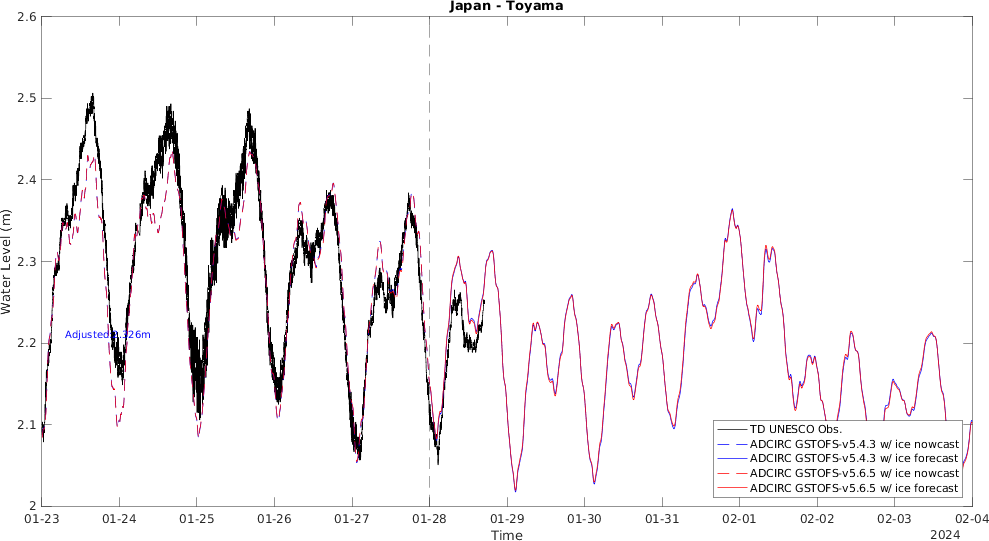 Japan - Toyama
Water Level (m)
2.6
2.5
2.4
2.3
2.2
2.1
2
Adjusted: 2.326m
TD UNESCO Obs.
ADCIRC GSTOFS-v5.4.3 w/ ice nowcast
ADCIRC GSTOFS-v5.4.3 w/ ice forecast
ADCIRC GSTOFS-v5.6.5 w/ ice nowcast
ADCIRC GSTOFS-v5.6.5 w/ ice forecast
01-23 01-24 01-25 01-26 01-27 01-28 01-29 01-30 01-31 02-01 02-02 02-03 02-04
Time
2024